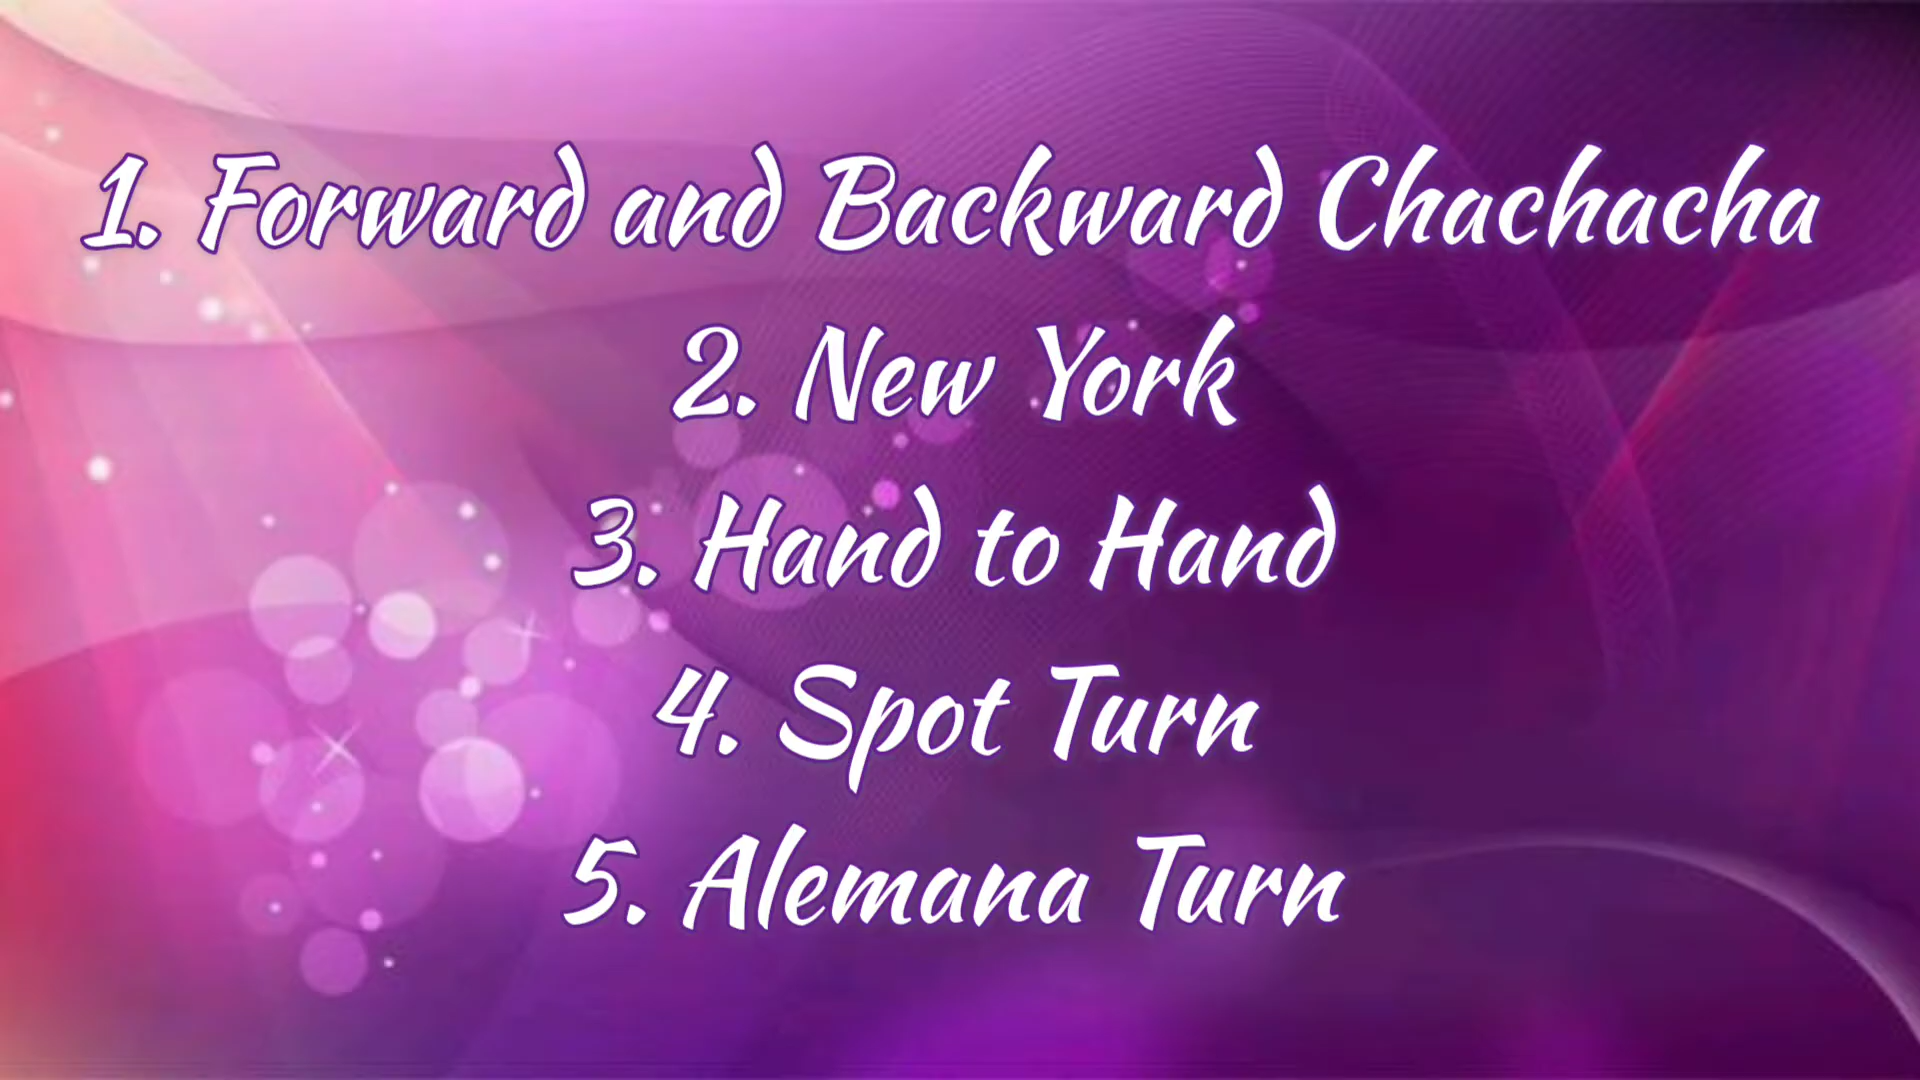 1. Forward and Backward Chachacha
2. New York
3. Hand to Hand
4. Spot Turn
5. Alemana Turn